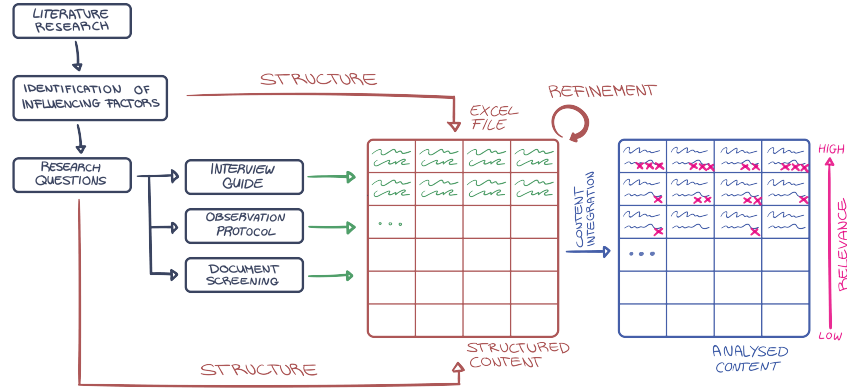 LITERATURE
RESEARCH
IDENTIFICATION OF
INFLUENCING FACTORS
RESEARCH
QUESTIONS
INTERVIEW
GUIDE
OBSERVATION
PROTOCOL
DOCUMENT
SCREENING
STRUCTURE
STRUCTURE
EXCEL
FILE
REFINEMENT
STRUCTURED
CONTENT
CONTENT
INTEGRATION
ANALYSED
CONTENT
HIGH
RELEVANCE
LOW